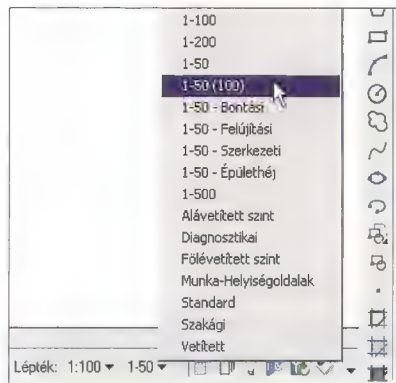 1-100
1-200
1-50
1-50 (100)
1-50 - Bontási
1-50 - Felújítási
1-50 - Szerkezeti
1-50 - Épülethéj
1-500
Alávetített szint
Diagnosztikai
Fölévetített szint
Munka-Helyiségoldalak
Standard
Szakági
Vetített
Lépték: 1:100 1-50